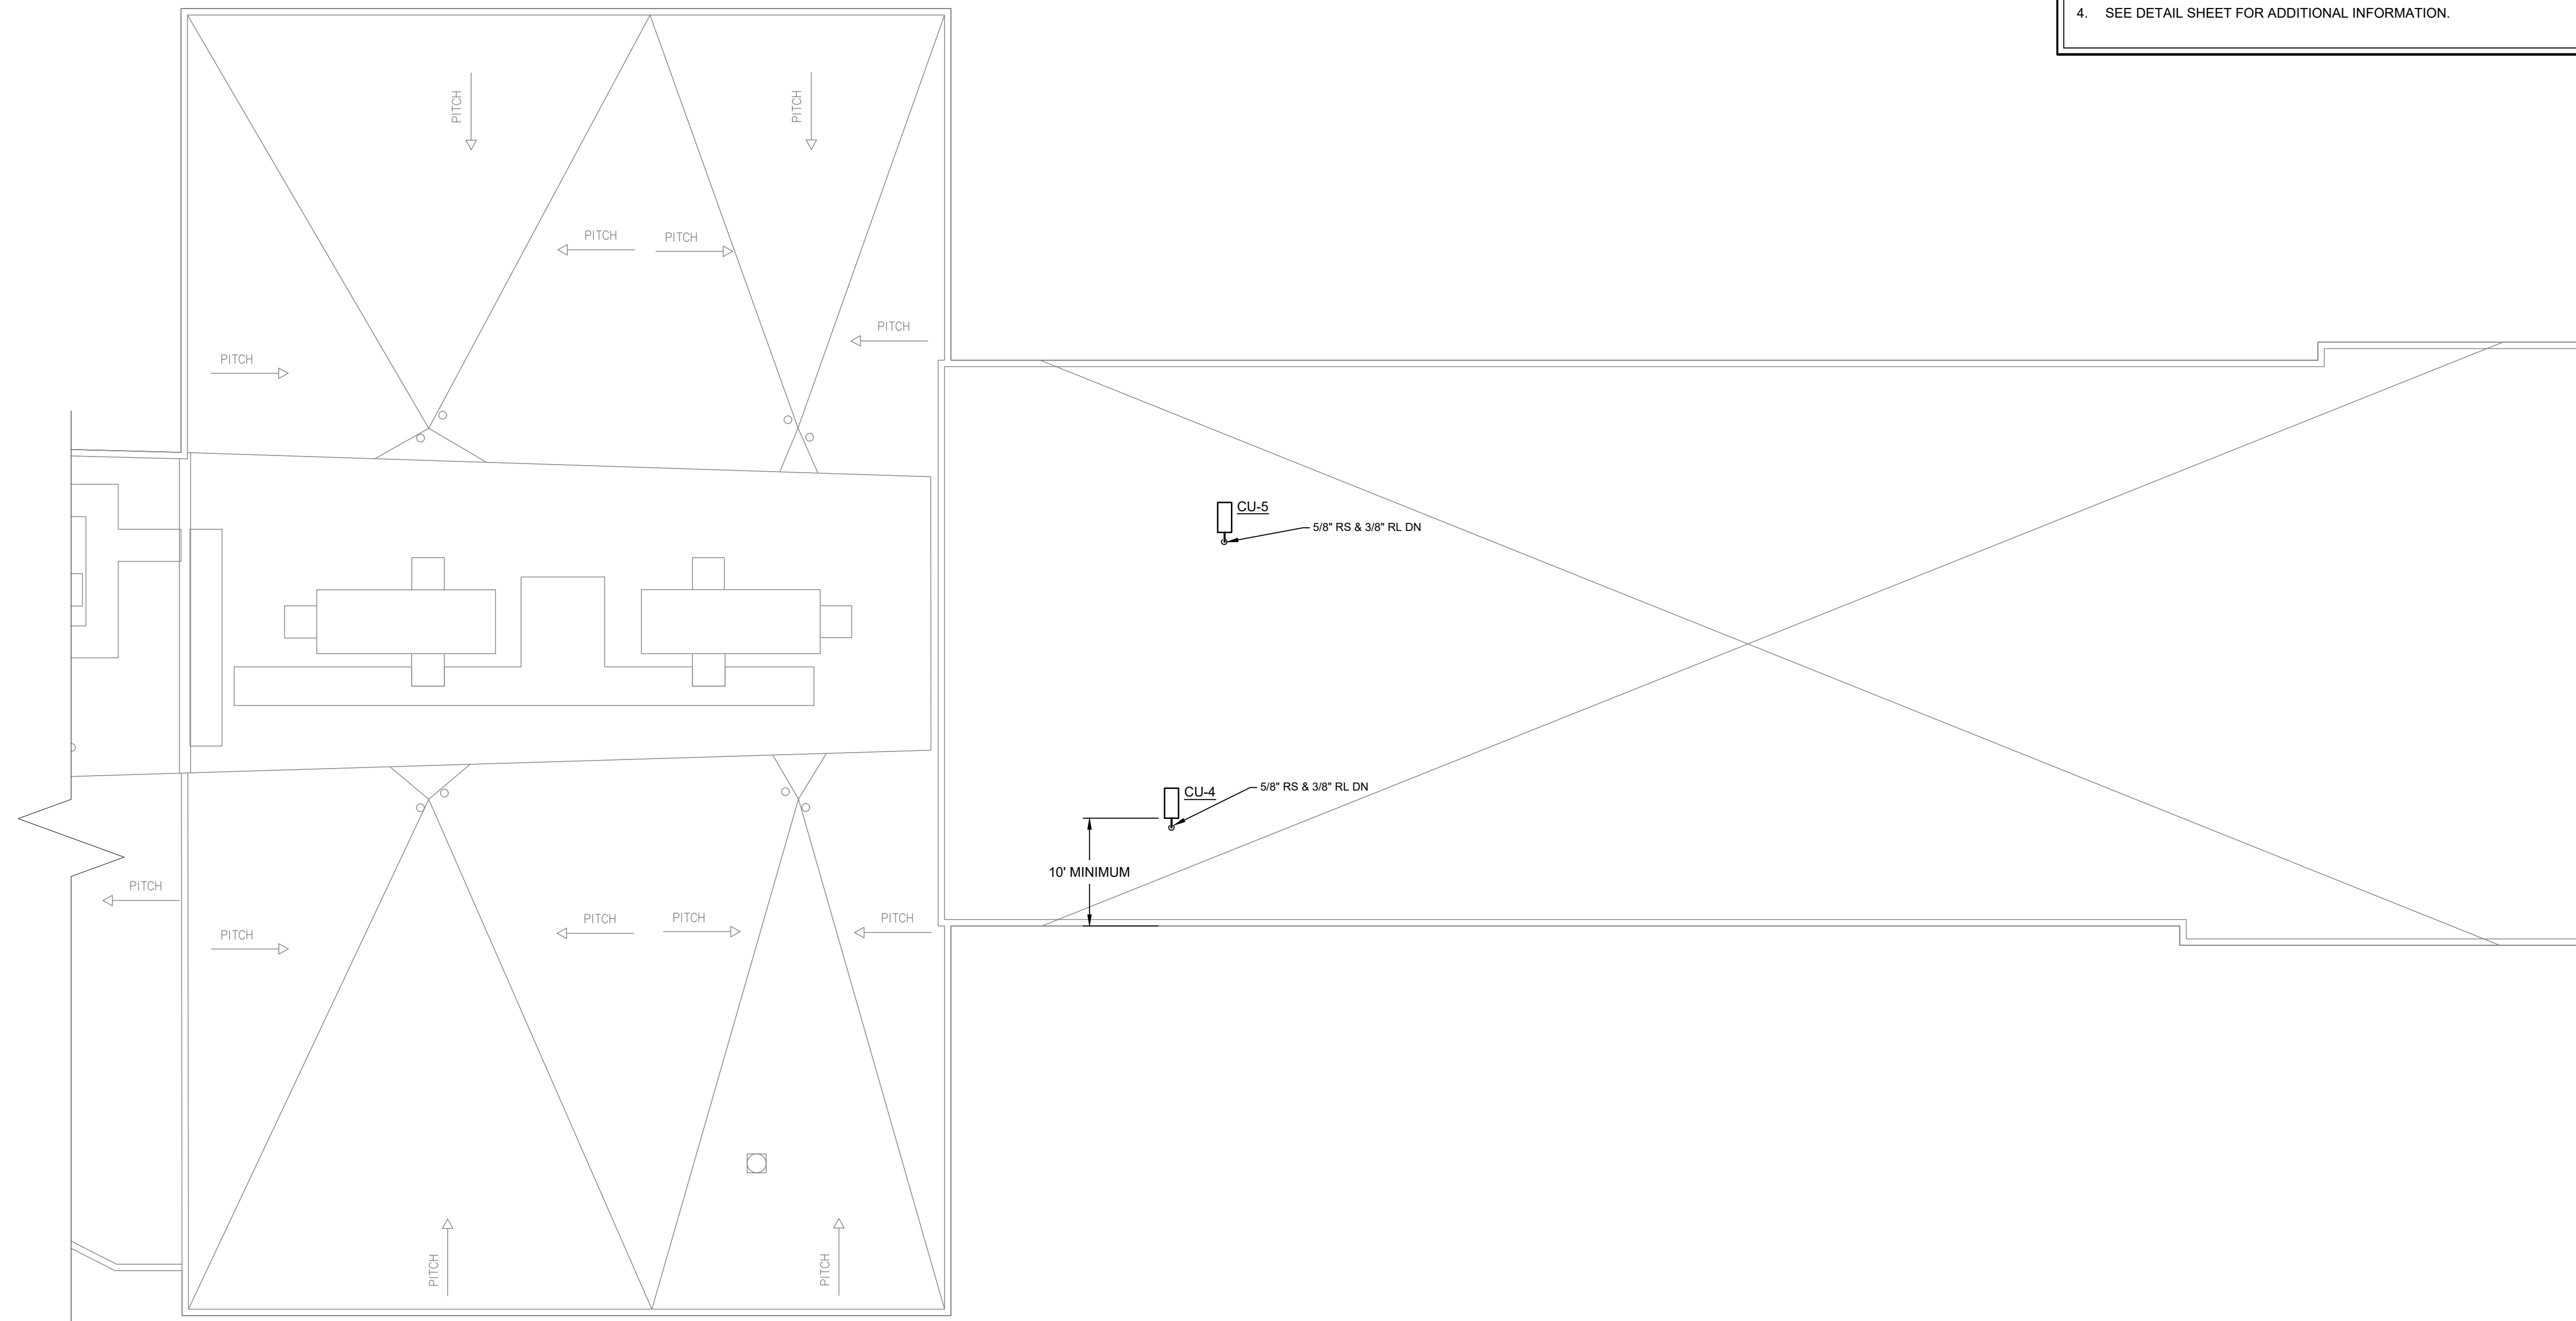 4. SEE DETAIL SHEET FOR ADDITIONAL INFORMATION.
PITCH
PITCH
PITCH
PITCH
PITCH
PITCH
CU-5
5/8" RS & 3/8" RL DN
CU-4
5/8" RS & 3/8" RL DN
10' MINIMUM
PITCH
PITCH
PITCH
PITCH
PITCH
PITCH
PITCH